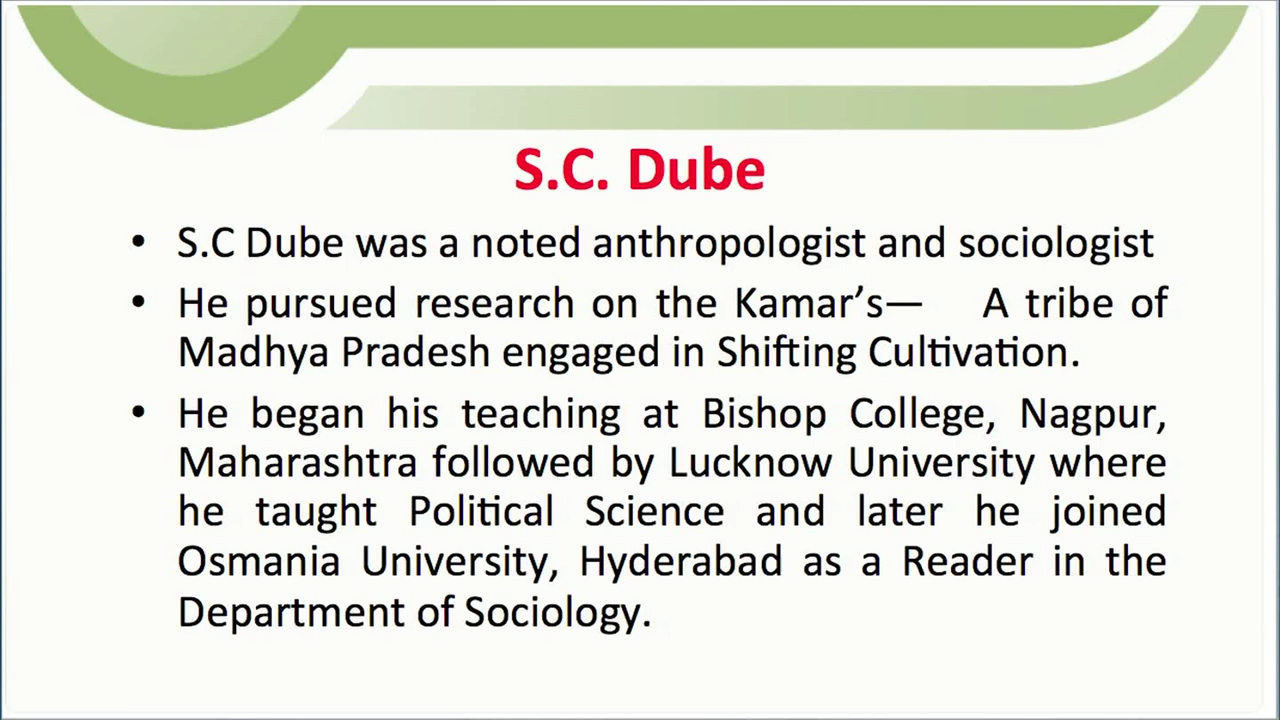 S.C. Dube
• S.C Dube was a noted anthropologist and sociologist
• He pursued research on the Kamar's— A tribe of
Madhya Pradesh engaged in Shifting Cultivation.
• He began his teaching at Bishop College, Nagpur,
Maharashtra followed by Lucknow University where
he taught Political Science and later he joined
Osmania University, Hyderabad as a Reader in the
Department of Sociology.